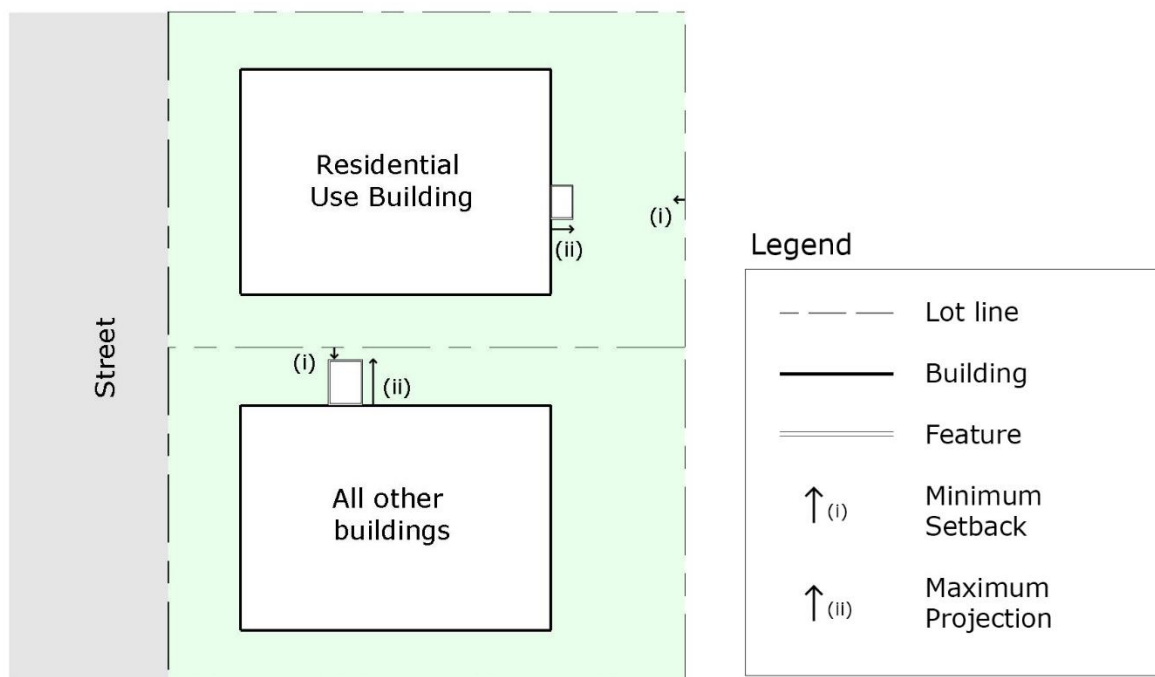 Street
Residential
Use Building
(i)
(ii)
(i)
(ii)
All other
buildings
Legend
Lot line
Building
Feature
(i)
Minimum
Setback
(ii)
Maximum
Projection